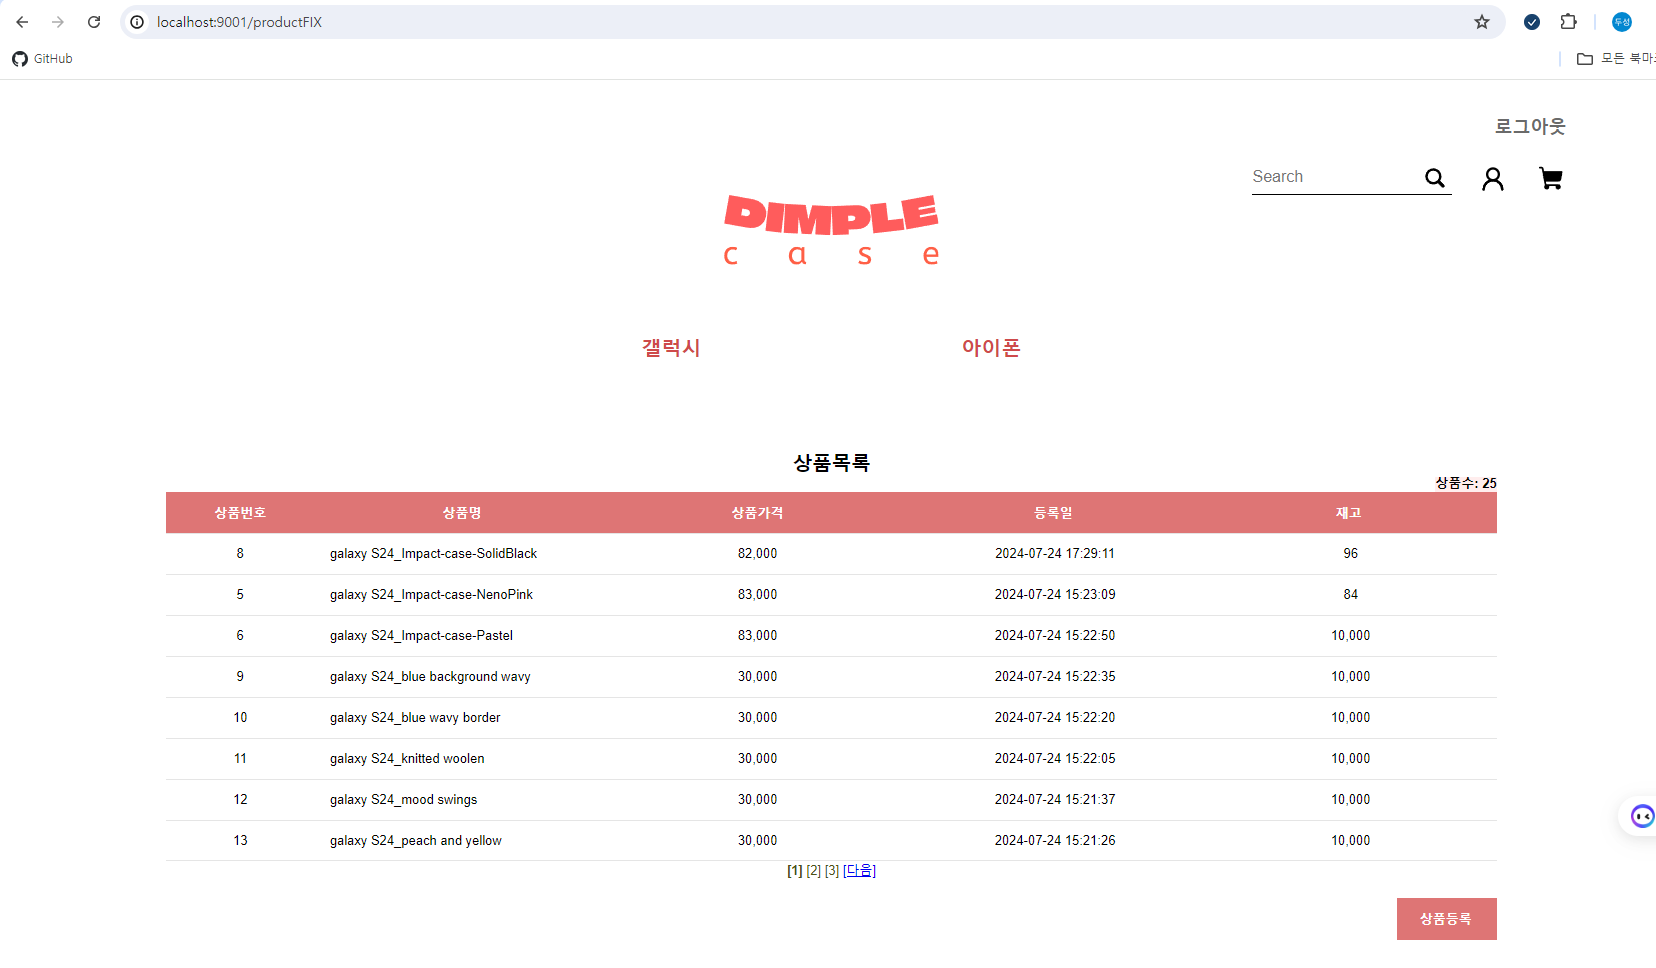 localhost:9001/productFIX
두성
GitHub
모든 북마크
로그아웃
Search
DIMPLE
case
갤럭시 아이폰
상품목록
상품수: 25
상품번호 상품명 상품가격 등록일 재고
8 galaxy S24_Impact-case-SolidBlack 82,000 2024-07-24 17:29:11 96
5 galaxy S24_Impact-case-NenoPink 83,000 2024-07-24 15:23:09 84
6 galaxy S24_Impact-case-Pastel 83,000 2024-07-24 15:22:50 10,000
9 galaxy S24_blue background wavy 30,000 2024-07-24 15:22:35 10,000
10 galaxy S24_blue wavy border 30,000 2024-07-24 15:22:20 10,000
11 galaxy S24_knitted woolen 30,000 2024-07-24 15:22:05 10,000
12 galaxy S24_mood swings 30,000 2024-07-24 15:21:37 10,000
13 galaxy S24_peach and yellow 30,000 2024-07-24 15:21:26 10,000
[1] [2] [3] [다음]
상품등록